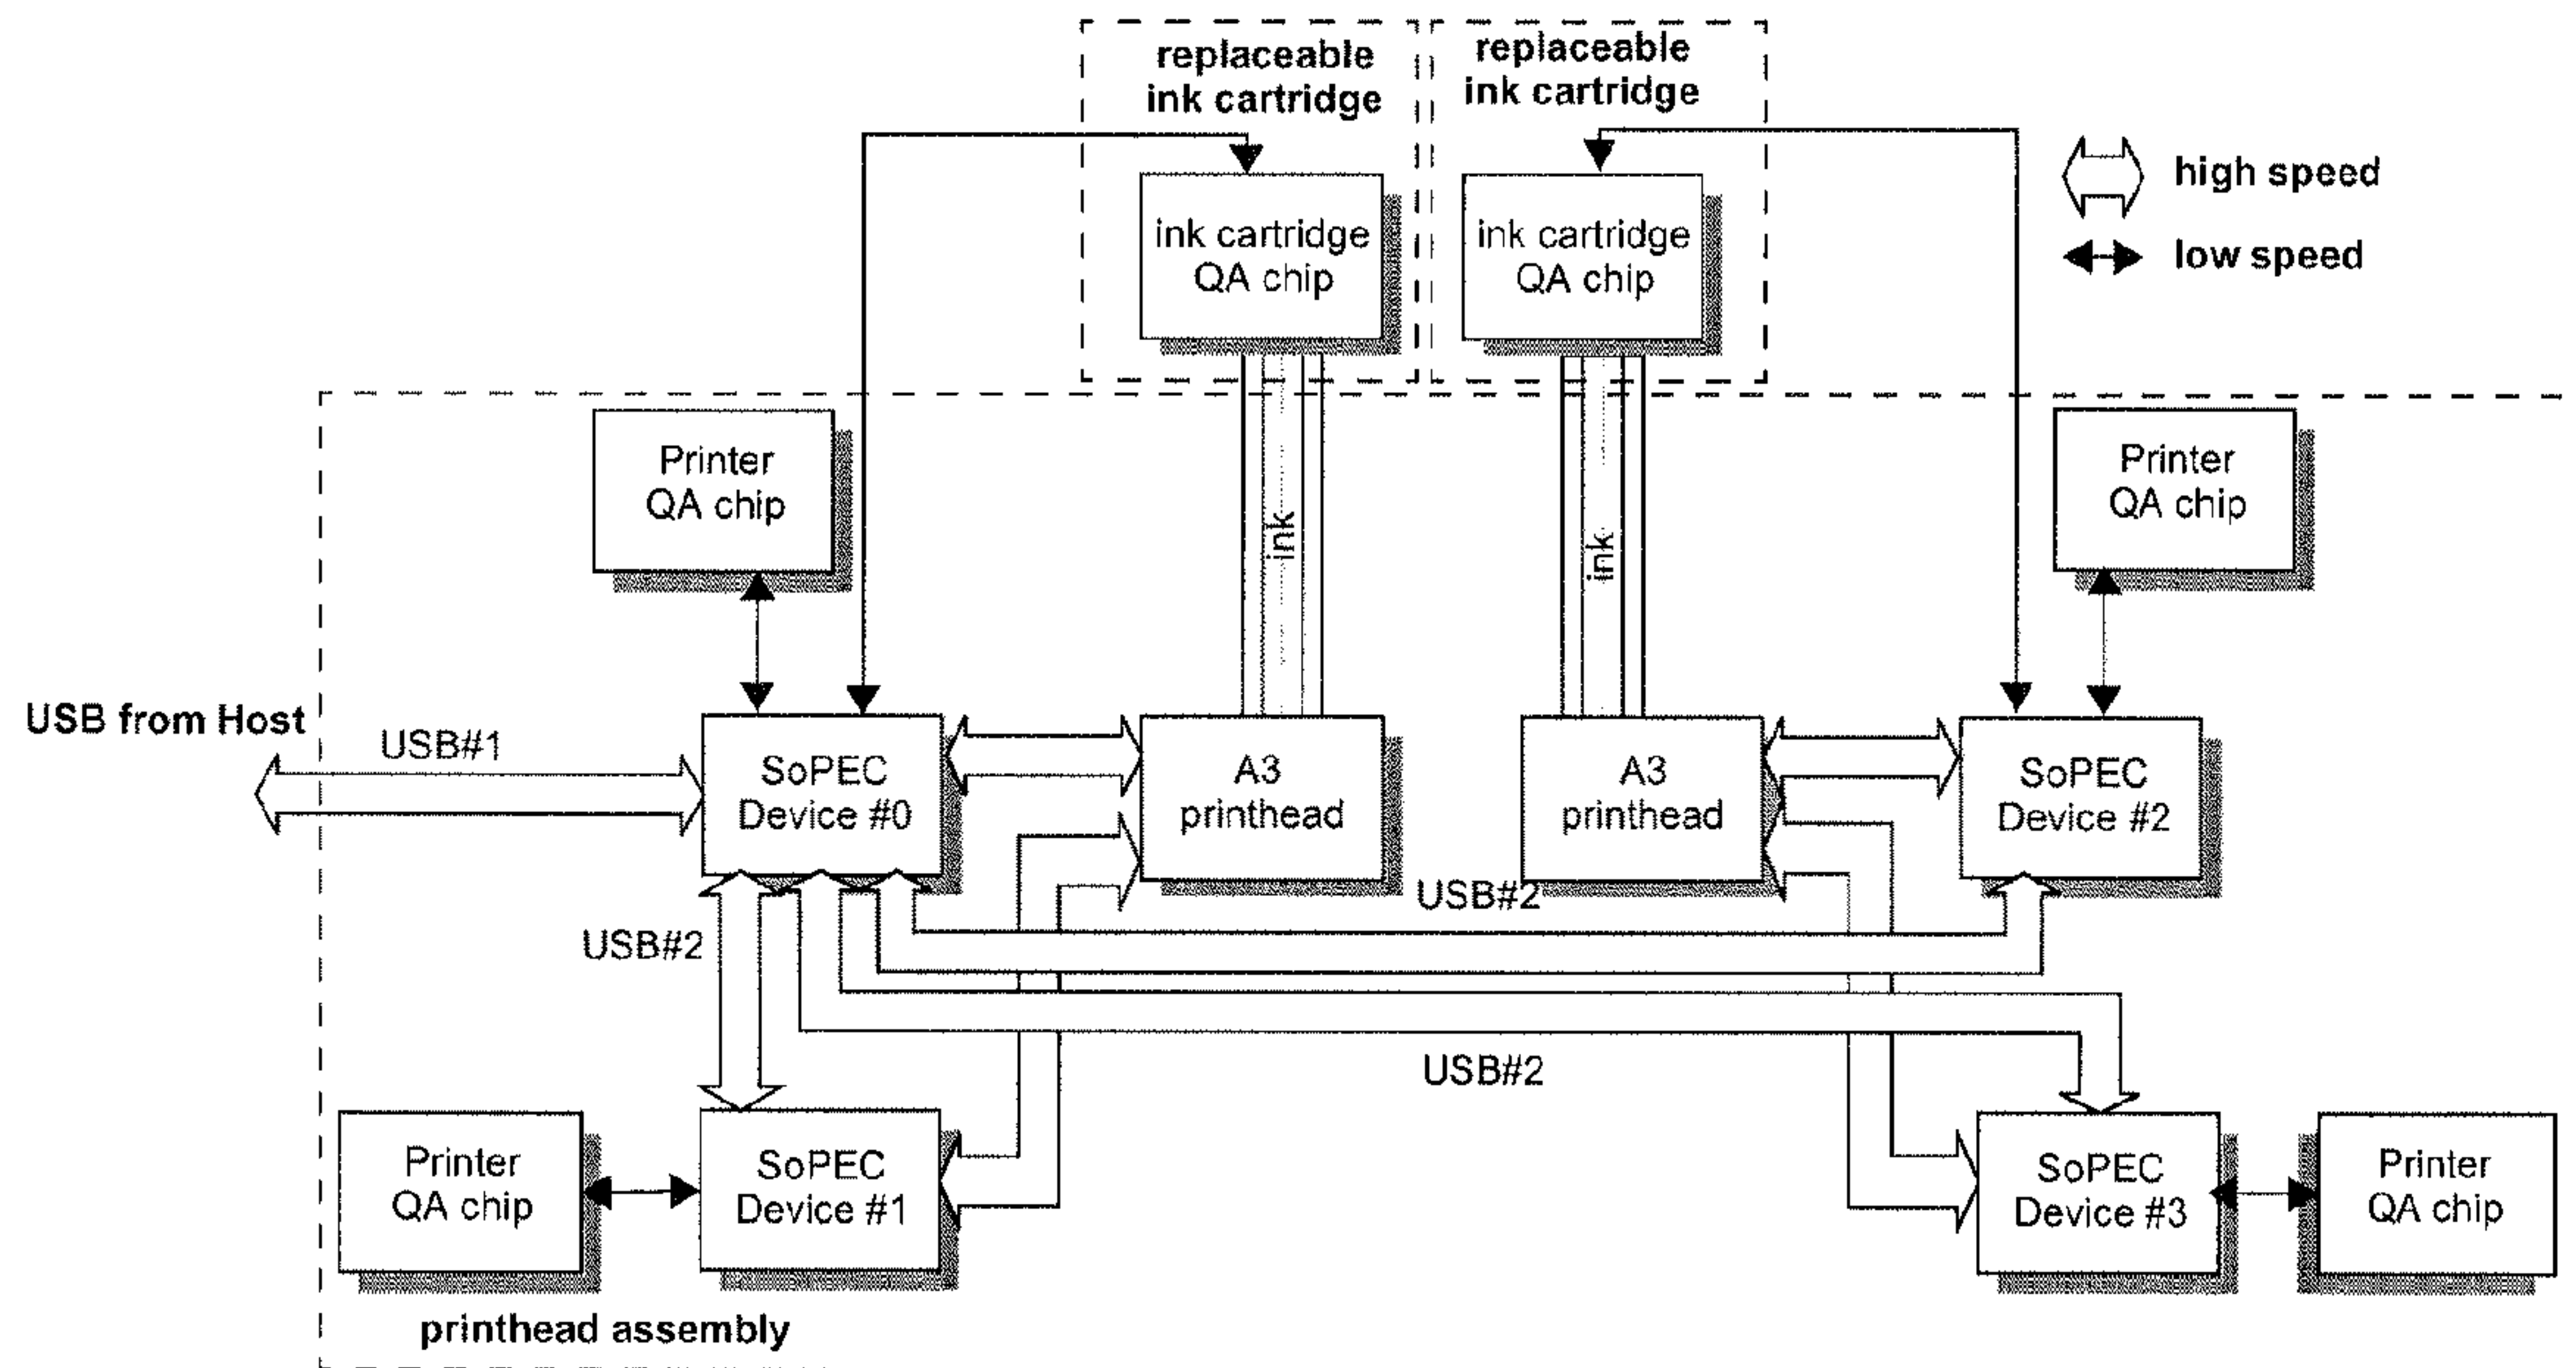 replaceable
ink cartridge
replaceable
ink cartridge
ink cartridge
QA chip
ink cartridge
QA chip
high speed
low speed
Printer
QA chip
ink
ink
Printer
QA chip
USB from Host
USB#1
SoPEC
Device #0
A3
printhead
A3
printhead
SoPEC
Device #2
USB#2
USB#2
USB#2
Printer
QA chip
SoPEC
Device #1
SoPEC
Device #3
Printer
QA chip
printhead assembly